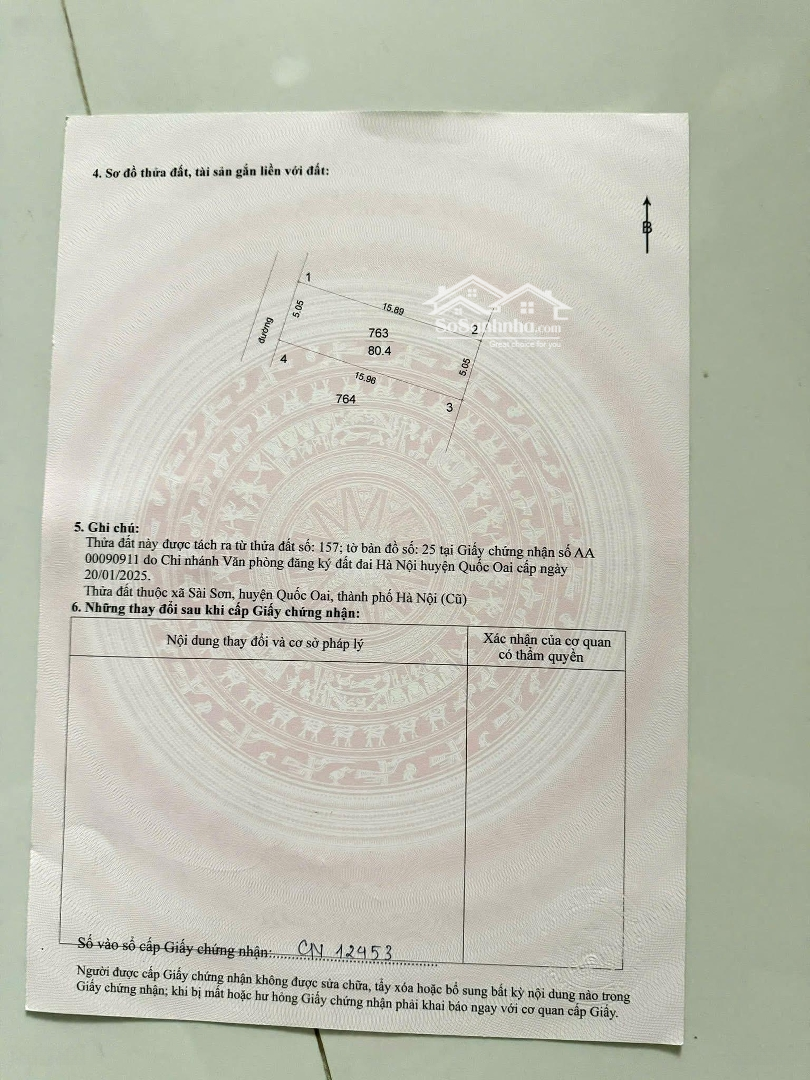 4. Sơ đồ thửa đất, tài sản gắn liền với đất:
B
1
15.89
5.05
đường
763
80.4
2
SoSanhnha.com
Great choice for you
4
15.96
5.05
764
3
5. Ghi chú:
Thửa đất này được tách ra từ thửa đất số: 157; tờ bản đồ số: 25 tại Giấy chứng nhận số AA
00090911 do Chi nhánh Văn phòng đăng ký đất đai Hà Nội huyện Quốc Oai cấp ngày
20/01/2025.
Thửa đất thuộc xã Sài Sơn, huyện Quốc Oai, thành phố Hà Nội (Cũ)
6. Những thay đổi sau khi cấp Giấy chứng nhận:
Nội dung thay đổi và cơ sở pháp lý
Xác nhận của cơ quan
có thẩm quyền
Số vào sổ cấp Giấy chứng nhận: CN 12453
Người được cấp Giấy chứng nhận không được sửa chữa, tẩy xóa hoặc bổ sung bất kỳ nội dung nào trong
Giấy chứng nhận; khi bị mất hoặc hư hỏng Giấy chứng nhận phải khai báo ngay với cơ quan cấp Giấy.